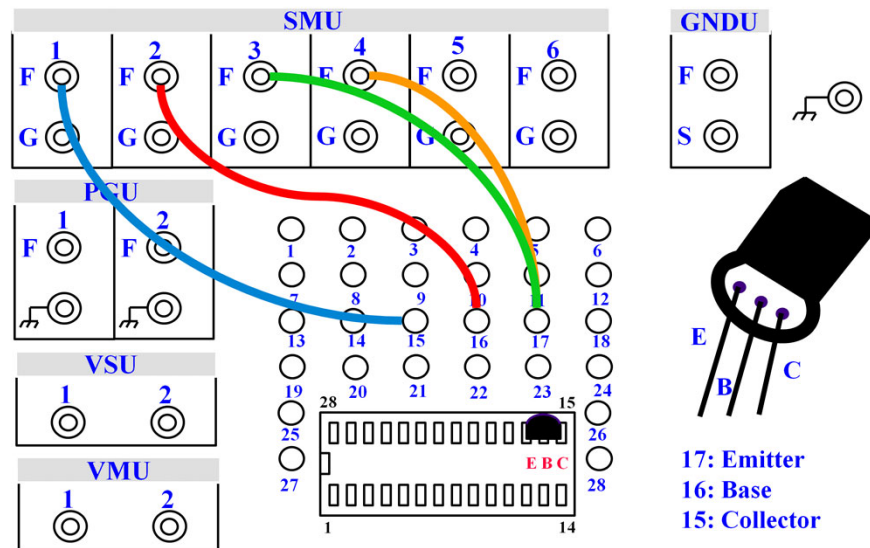 SMU
1 2 3 4 5 6
F F F F F F
G G G G G G
GNDU
F
S
PGU
1 2
F F
1 2 3 4 5 6
7 8 9 10 11 12
13 14 15 16 17 18
19 20 21 22 23 24
25 26
27 28
28 15
E B C
1 14
VSU
1 2
VMU
1 2
E
B
C
17: Emitter
16: Base
15: Collector